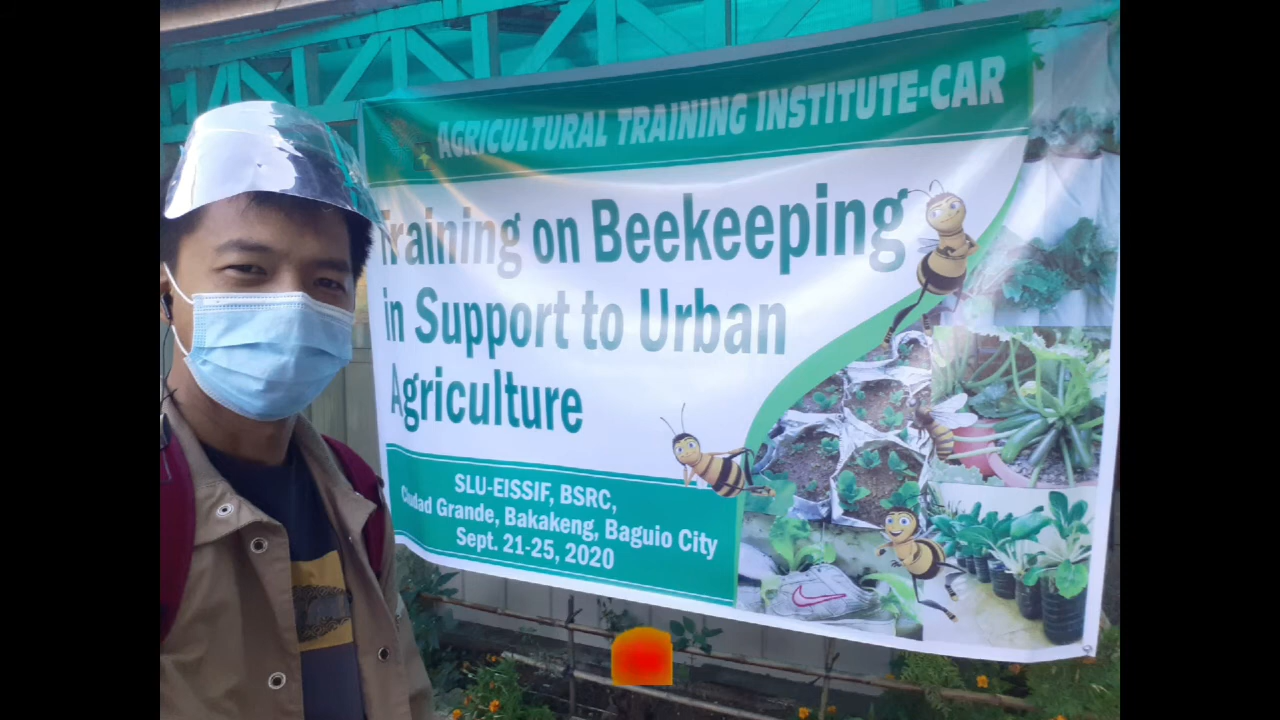 AGRICULTURAL TRAINING INSTITUTE-CAR
Training on Beekeeping
in Support to Urban
Agriculture
SLU-EISSIF, BSRC,
Ciudad Grande, Bakakeng, Baguio City
Sept. 21-25, 2020